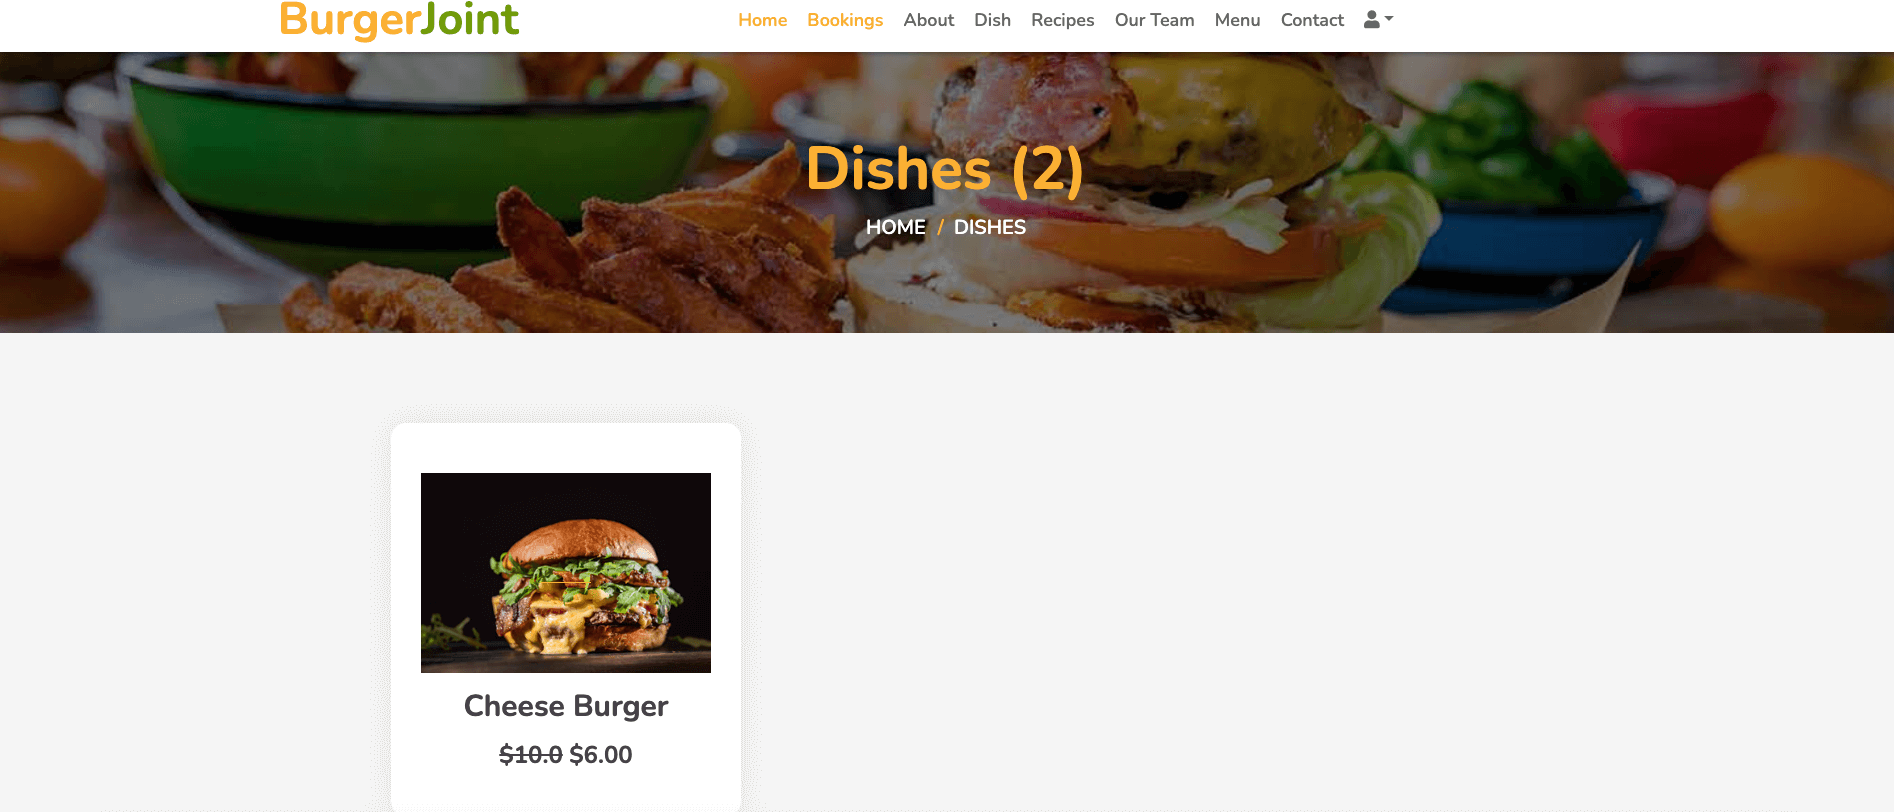 BurgerJoint
Home Bookings About Dish Recipes Our Team Menu Contact
Dishes (2)
HOME / DISHES
Cheese Burger
$10.0 $6.00